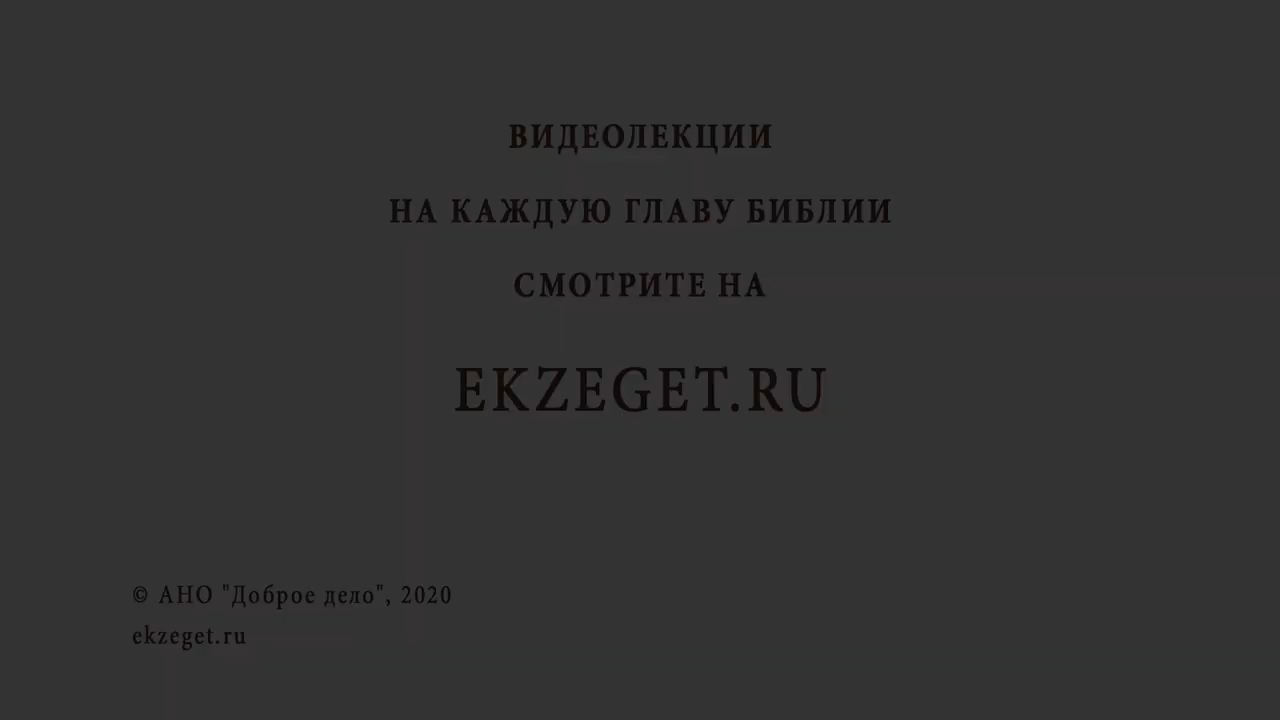 ВИДЕОЛЕКЦИИ
НА КАЖДУЮ ГЛАВУ БИБЛИИ
СМОТРИТЕ НА
EKZEGET.RU
© АНО "Доброе дело", 2020
ekzeget.ru